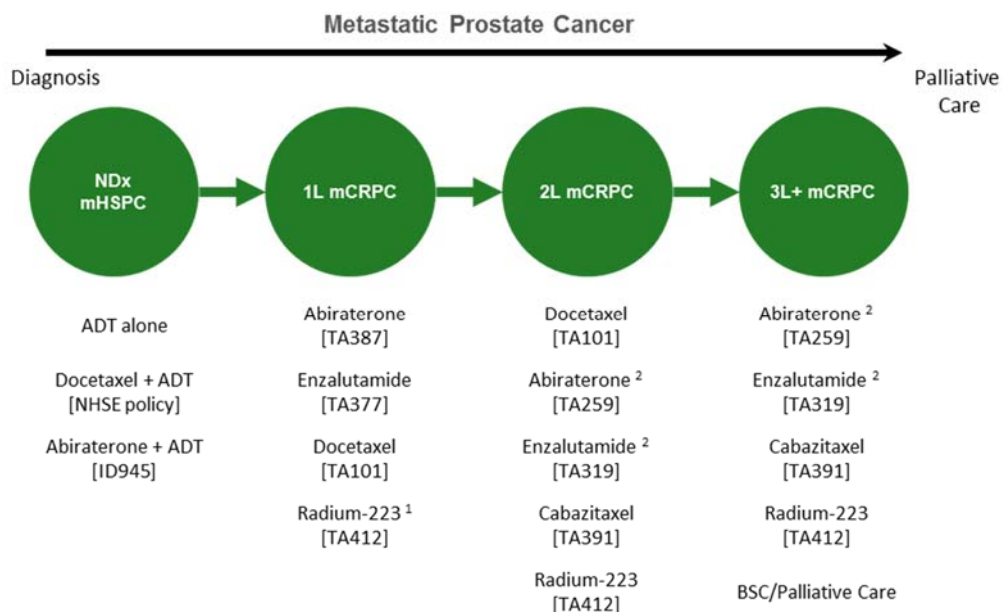 Metastatic Prostate Cancer
Diagnosis
Palliative
Care
NDx
mHSPC
1L mCRPC
2L mCRPC
3L+ mCRPC
ADT alone
Docetaxel + ADT
[NHSE policy]
Abiraterone + ADT
[ID945]
Abiraterone
[TA387]
Enzalutamide
[TA377]
Docetaxel
[TA101]
Radium-223 ¹
[TA412]
Docetaxel
[TA101]
Abiraterone ²
[TA259]
Enzalutamide ²
[TA319]
Cabazitaxel
[TA391]
Radium-223
[TA412]
Abiraterone ²
[TA259]
Enzalutamide ²
[TA319]
Cabazitaxel
[TA391]
Radium-223
[TA412]
BSC/Palliative Care